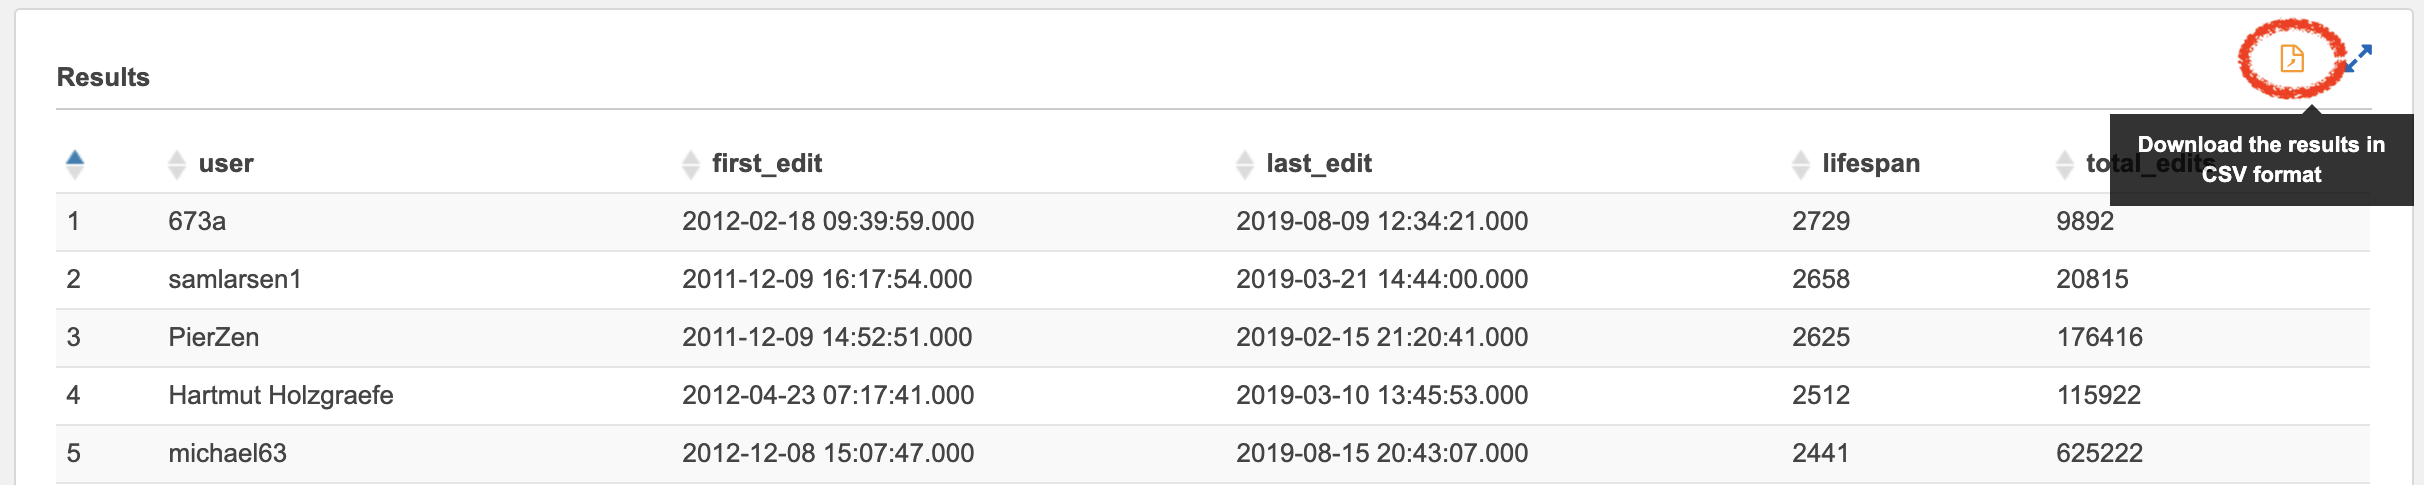 Results
Download the results in
CSV format
user first_edit last_edit lifespan total_edits
1 673a 2012-02-18 09:39:59.000 2019-08-09 12:34:21.000 2729 9892
2 samlarsen1 2011-12-09 16:17:54.000 2019-03-21 14:44:00.000 2658 20815
3 PierZen 2011-12-09 14:52:51.000 2019-02-15 21:20:41.000 2625 176416
4 Hartmut Holzgraefe 2012-04-23 07:17:41.000 2019-03-10 13:45:53.000 2512 115922
5 michael63 2012-12-08 15:07:47.000 2019-08-15 20:43:07.000 2441 625222